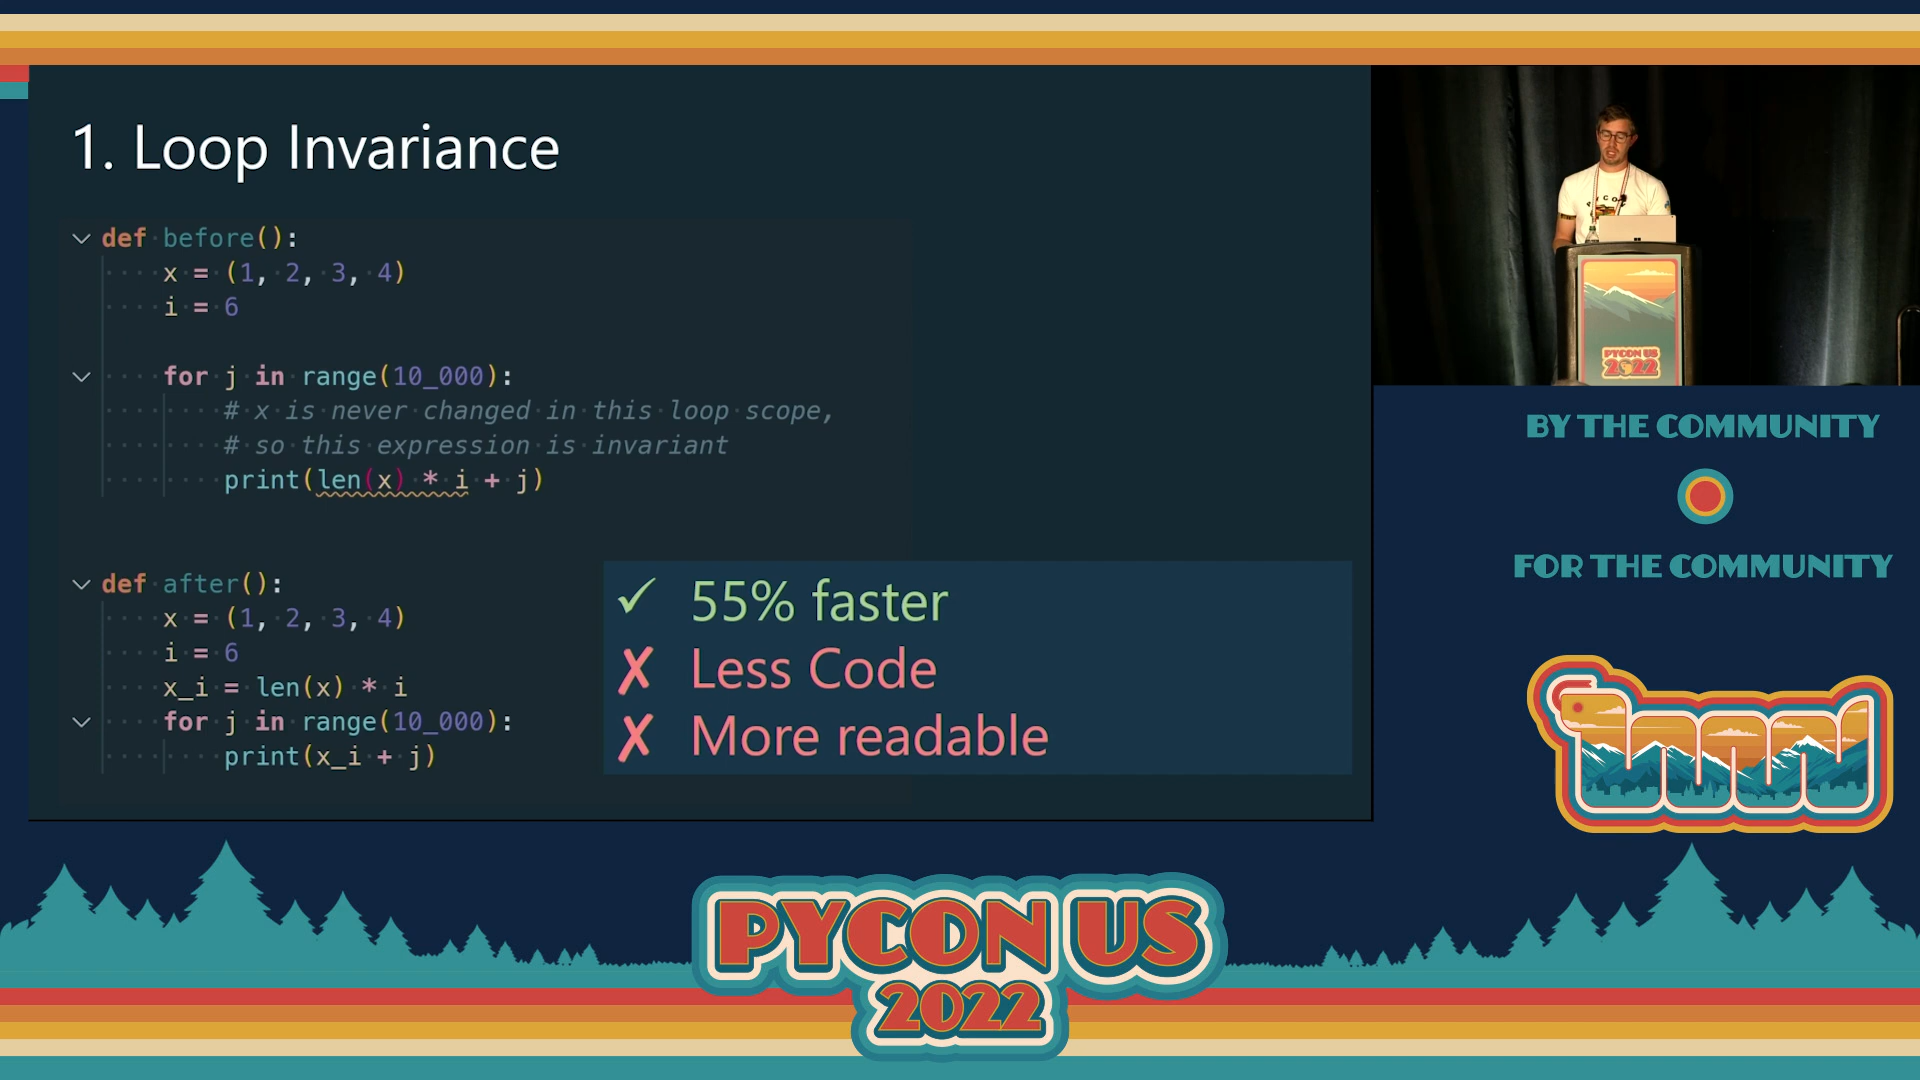 1. Loop Invariance
def before():
x = (1, 2, 3, 4)
i = 6
for j in range(10_000):
# x is never changed in this loop scope,
# so this expression is invariant
print(len(x) * i + j)
def after():
x = (1, 2, 3, 4)
i = 6
x_i = len(x) * i
for j in range(10_000):
print(x_i + j)
✓ 55% faster
✗ Less Code
✗ More readable
PYCON US
2022
BY THE COMMUNITY
FOR THE COMMUNITY
PYCON US
2022